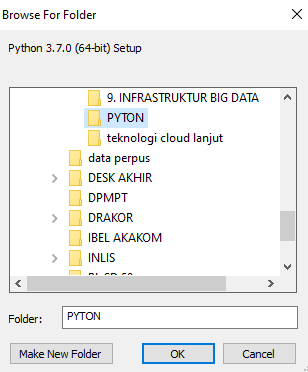 Browse For Folder
Python 3.7.0 (64-bit) Setup
9. INFRASTRUKTUR BIG DATA
PYTON
teknologi cloud lanjut
data perpus
DESK AKHIR
DPMPT
DRAKOR
IBEL AKAKOM
INLIS
Folder:
PYTON
Make New Folder
OK
Cancel